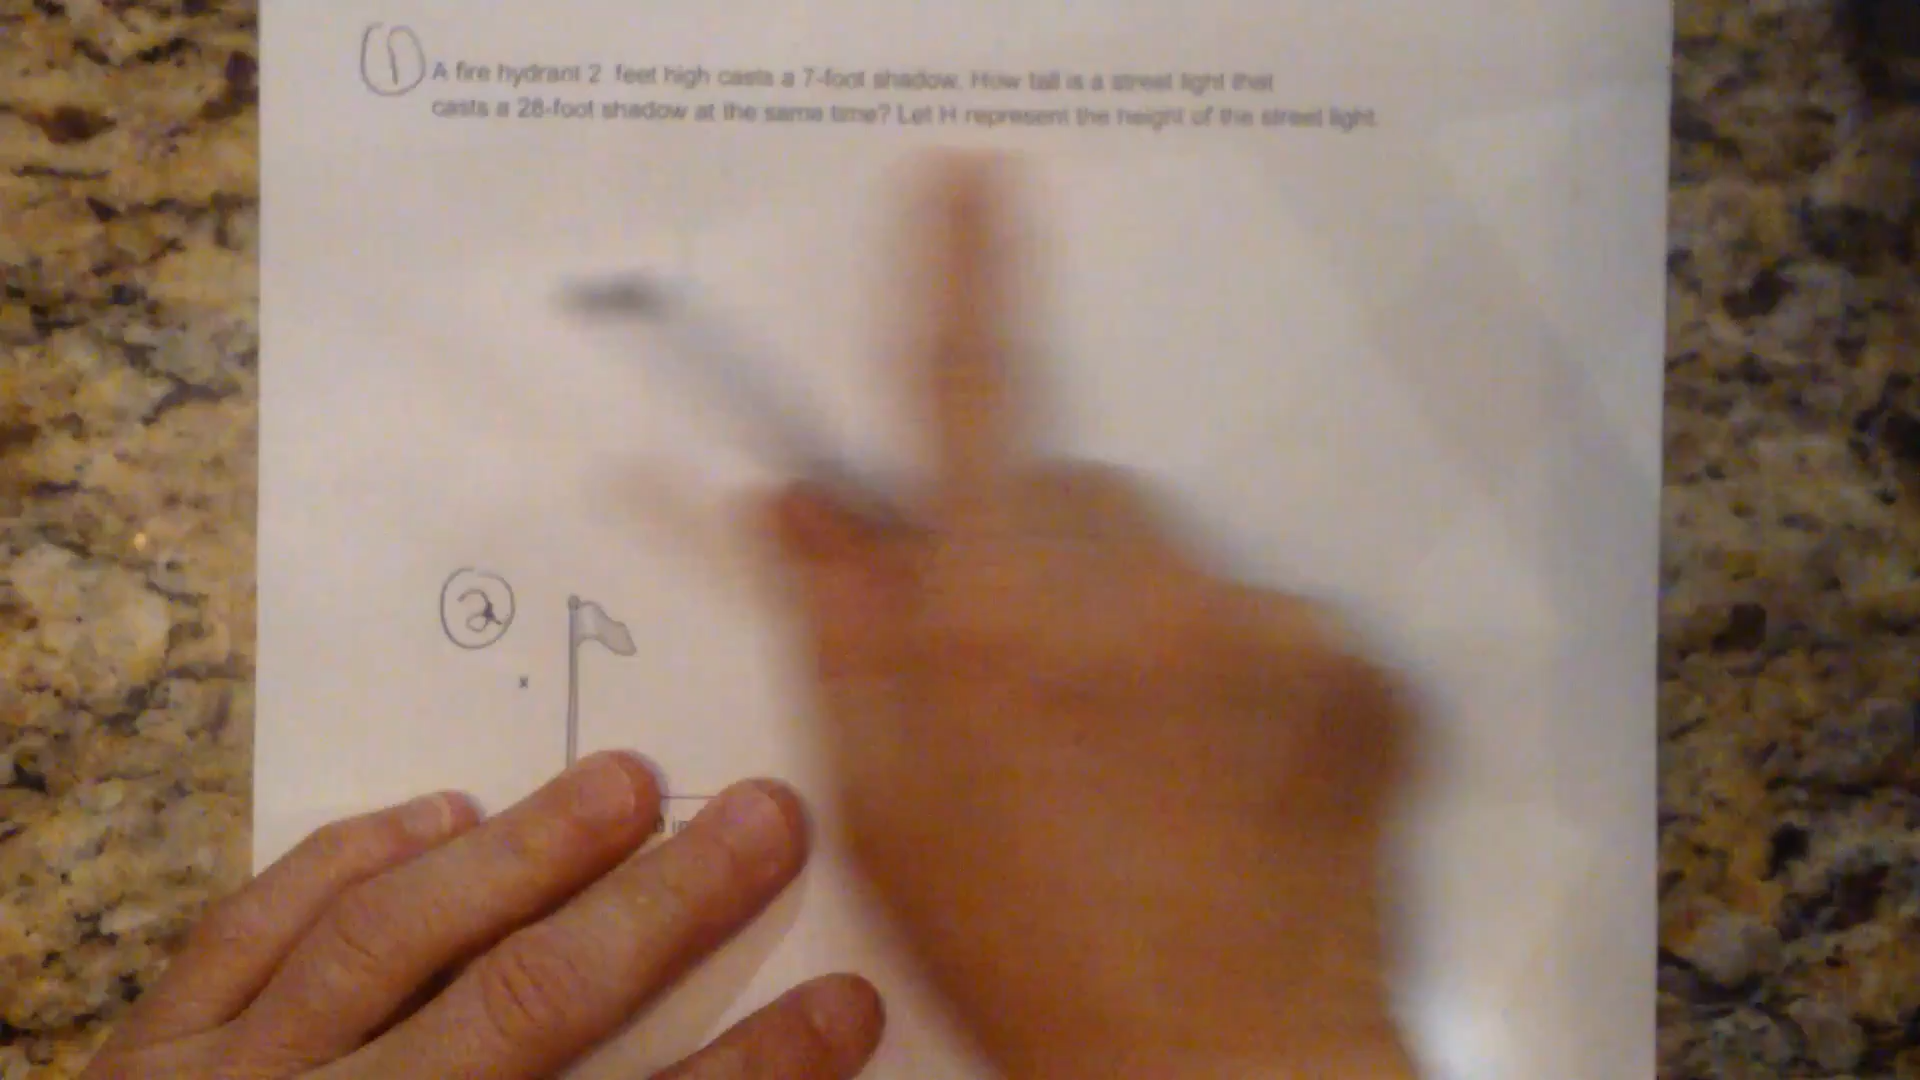 1
A fire hydrant 2 feet high casts a 7-foot shadow. How tall is a street light that
casts a 28-foot shadow at the same time? Let H represent the height of the street light.
2
x